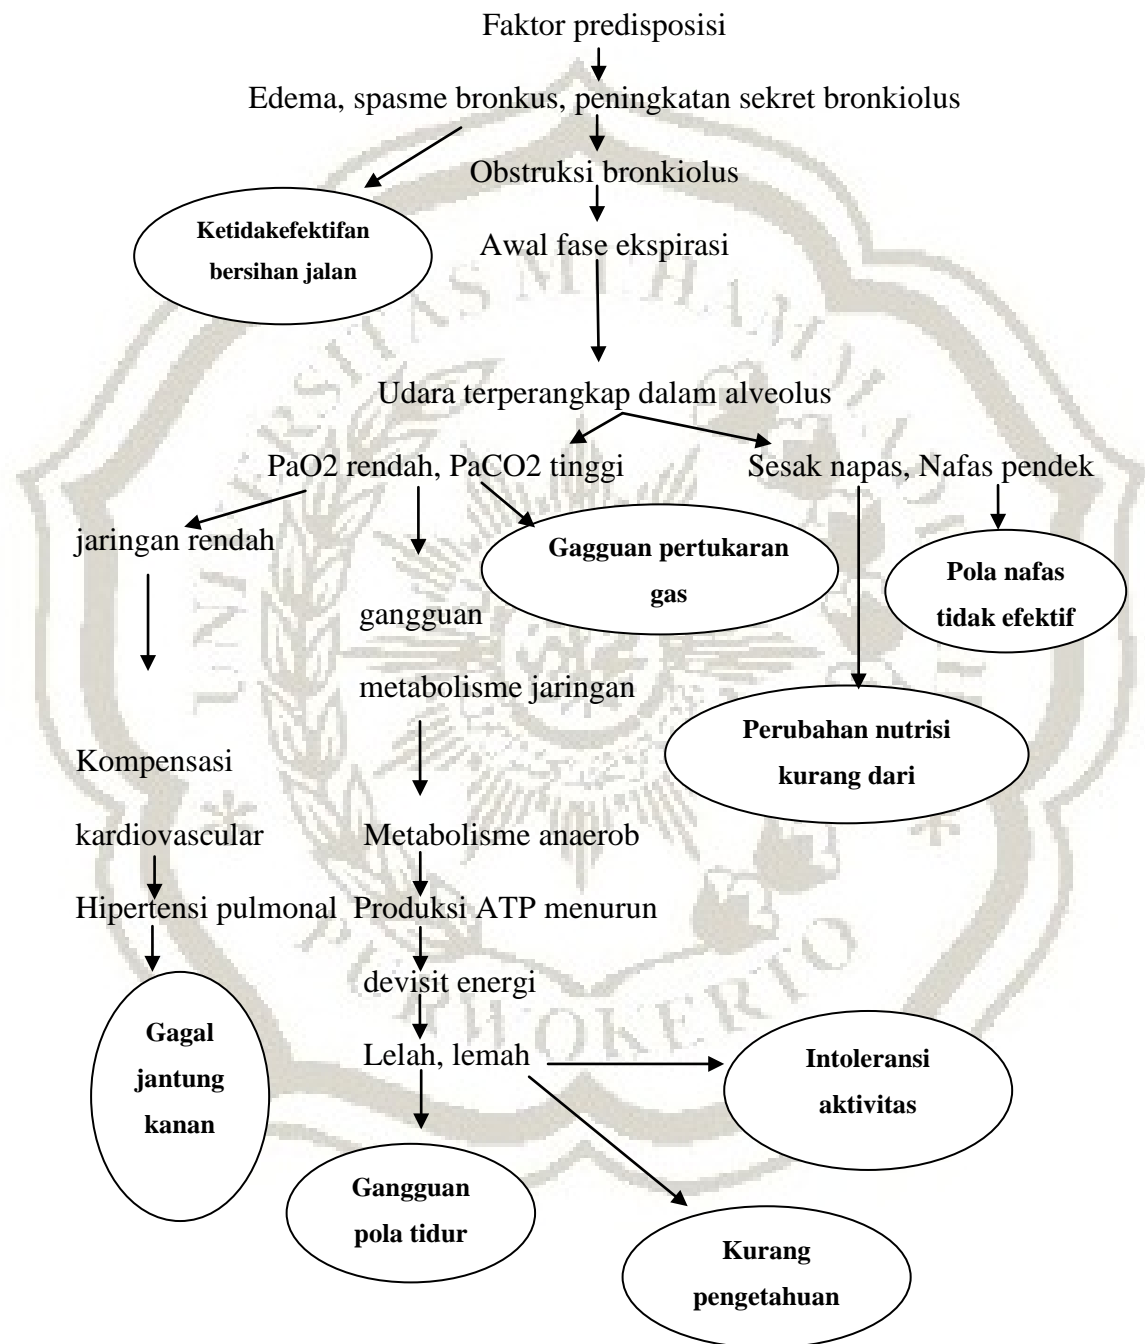 Faktor predisposisi
Edema, spasme bronkus, peningkatan sekret bronkiolus
Obstruksi bronkiolus
Ketidakefektifan
bersihan jalan
Awal fase ekspirasi
Udara terperangkap dalam alveolus
PaO2 rendah, PaCO2 tinggi
Sesak napas, Nafas pendek
jaringan rendah
Gagguan pertukaran
gas
Pola nafas
tidak efektif
gangguan
metabolisme jaringan
Perubahan nutrisi
kurang dari
Kompensasi
kardiovascular
Metabolisme anaerob
Hipertensi pulmonal
Produksi ATP menurun
devisit energi
Gagal
jantung
kanan
Lelah, lemah
Intoleransi
aktivitas
Gangguan
pola tidur
Kurang
pengetahuan
UNIVERSITAS MUHAMMADIYAH
PURWOKERTO